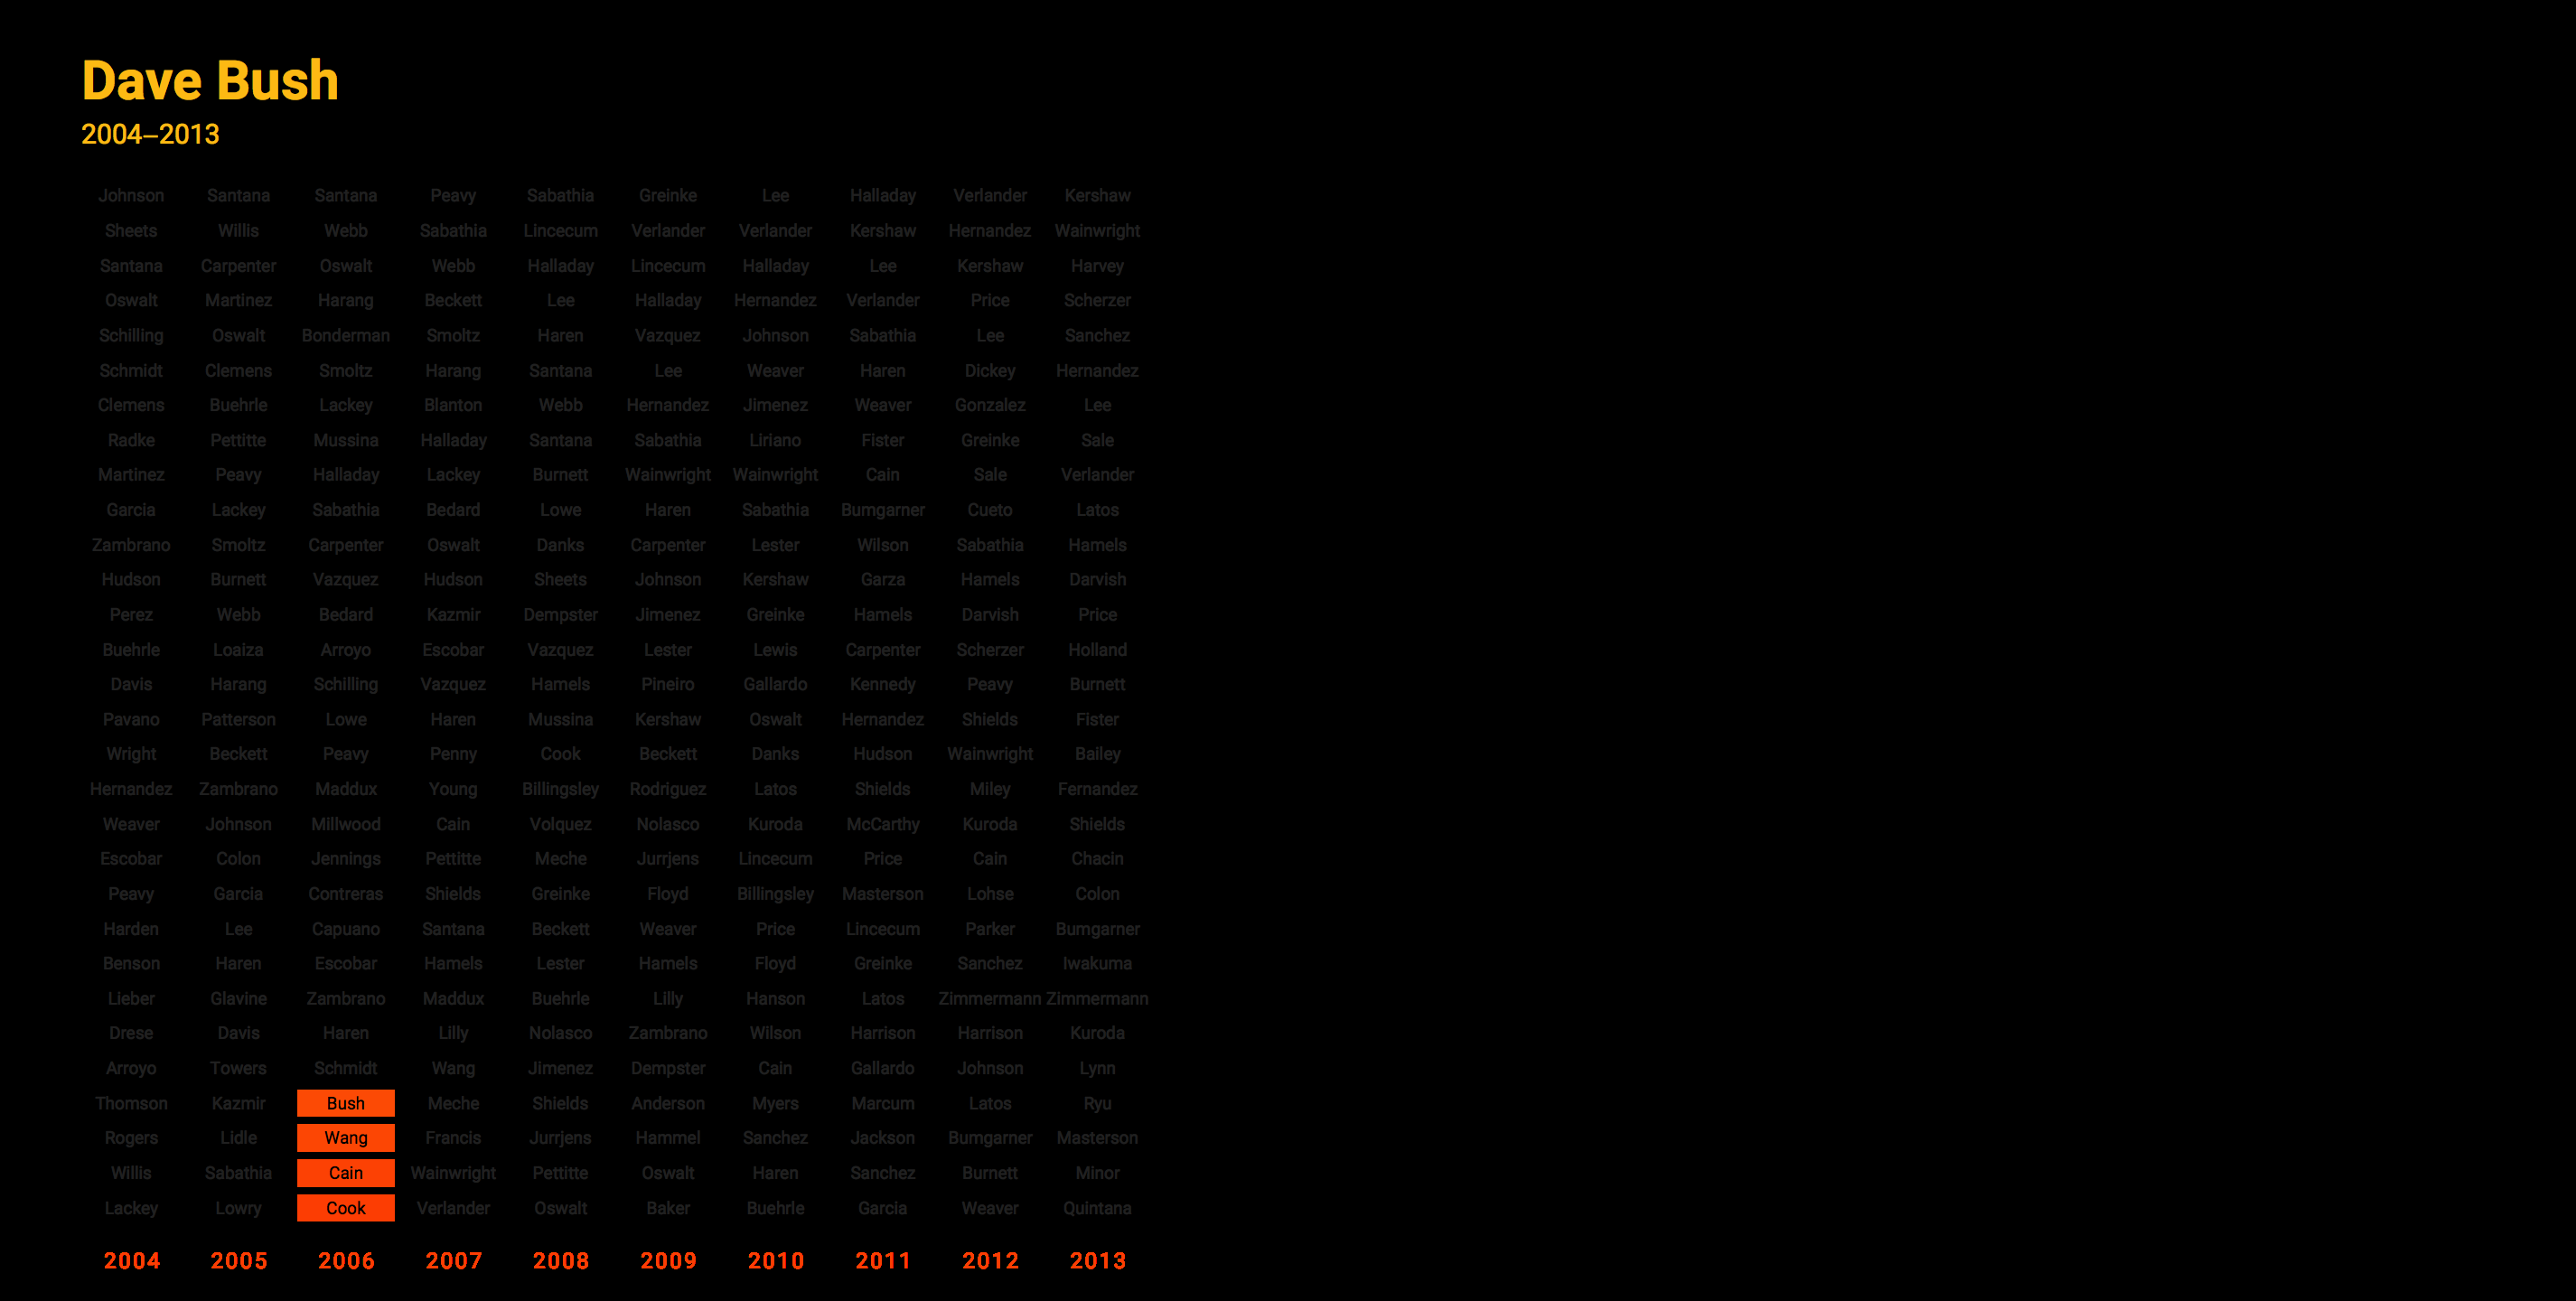 Dave Bush
2004–2013
Johnson Santana Santana Peavy Sabathia Greinke Lee Halladay Verlander Kershaw
Sheets Willis Webb Sabathia Lincecum Verlander Verlander Kershaw Hernandez Wainwright
Santana Carpenter Oswalt Webb Halladay Lincecum Halladay Lee Kershaw Harvey
Oswalt Martinez Harang Beckett Lee Halladay Hernandez Verlander Price Scherzer
Schilling Oswalt Bonderman Smoltz Haren Vazquez Johnson Sabathia Lee Sanchez
Schmidt Clemens Smoltz Harang Santana Lee Weaver Haren Dickey Hernandez
Clemens Buehrle Lackey Blanton Webb Hernandez Jimenez Weaver Gonzalez Lee
Radke Pettitte Mussina Halladay Santana Sabathia Liriano Fister Greinke Sale
Martinez Peavy Halladay Lackey Burnett Wainwright Wainwright Cain Sale Verlander
Garcia Lackey Sabathia Bedard Lowe Haren Sabathia Bumgarner Cueto Latos
Zambrano Smoltz Carpenter Oswalt Danks Carpenter Lester Wilson Sabathia Hamels
Hudson Burnett Vazquez Hudson Sheets Johnson Kershaw Garza Hamels Darvish
Perez Webb Bedard Kazmir Dempster Jimenez Greinke Hamels Darvish Price
Buehrle Loaiza Arroyo Escobar Vazquez Lester Lewis Carpenter Scherzer Holland
Davis Harang Schilling Vazquez Hamels Pineiro Gallardo Kennedy Peavy Burnett
Pavano Patterson Lowe Haren Mussina Kershaw Oswalt Hernandez Shields Fister
Wright Beckett Peavy Penny Cook Beckett Danks Hudson Wainwright Bailey
Hernandez Zambrano Maddux Young Billingsley Rodriguez Latos Shields Miley Fernandez
Weaver Johnson Millwood Cain Volquez Nolasco Kuroda McCarthy Kuroda Shields
Escobar Colon Jennings Pettitte Meche Jurrjens Lincecum Price Cain Chacin
Peavy Garcia Contreras Shields Greinke Floyd Billingsley Masterson Lohse Colon
Harden Lee Capuano Santana Beckett Weaver Price Lincecum Parker Bumgarner
Benson Haren Escobar Hamels Lester Hamels Floyd Greinke Sanchez Iwakuma
Lieber Glavine Zambrano Maddux Buehrle Lilly Hanson Latos Zimmermann Zimmermann
Drese Davis Haren Lilly Nolasco Zambrano Wilson Harrison Harrison Kuroda
Arroyo Towers Schmidt Wang Jimenez Dempster Cain Gallardo Johnson Lynn
Thomson Kazmir Bush Meche Shields Anderson Myers Marcum Latos Ryu
Rogers Lidle Wang Francis Jurrjens Hammel Sanchez Jackson Bumgarner Masterson
Willis Sabathia Cain Wainwright Pettitte Oswalt Haren Sanchez Burnett Minor
Lackey Lowry Cook Verlander Oswalt Baker Buehrle Garcia Weaver Quintana
2004 2005 2006 2007 2008 2009 2010 2011 2012 2013